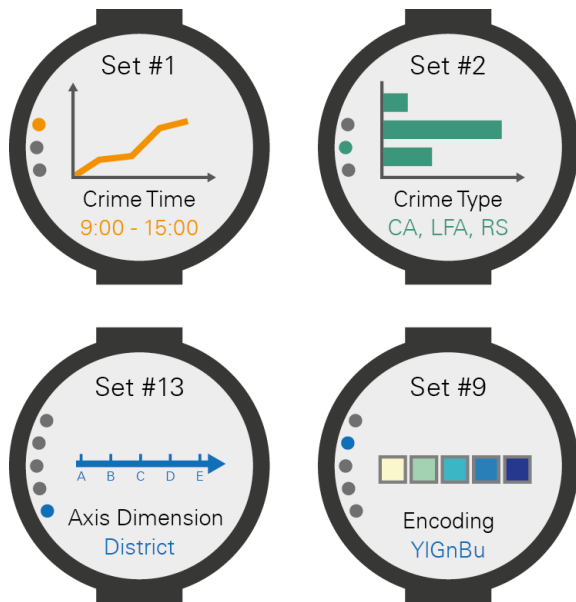 Set #1
Crime Time
9:00 - 15:00
Set #2
Crime Type
CA, LFA, RS
Set #13
A B C D E
Axis Dimension
District
Set #9
Encoding
YlGnBu